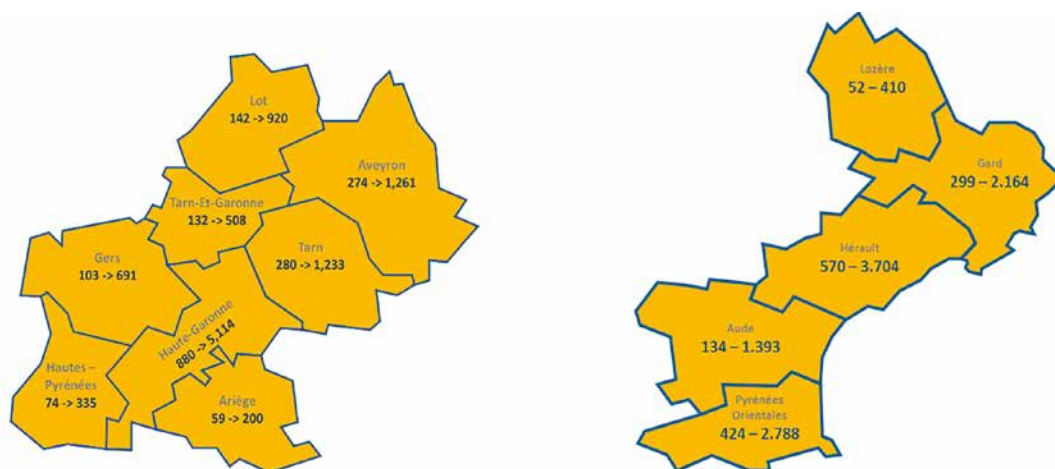 Lot
142 -> 920
Aveyron
274 -> 1,261
Tarn-Et-Garonne
132 -> 508
Tarn
280 -> 1,233
Gers
103 -> 691
Haute-Garonne
880 -> 5,114
Hautes –
Pyrénées
74 -> 335
Ariège
59 -> 200
Lozère
52 – 410
Gard
299 – 2.164
Hérault
570 – 3.704
Aude
134 – 1.393
Pyrénées
Orientales
424 – 2.788